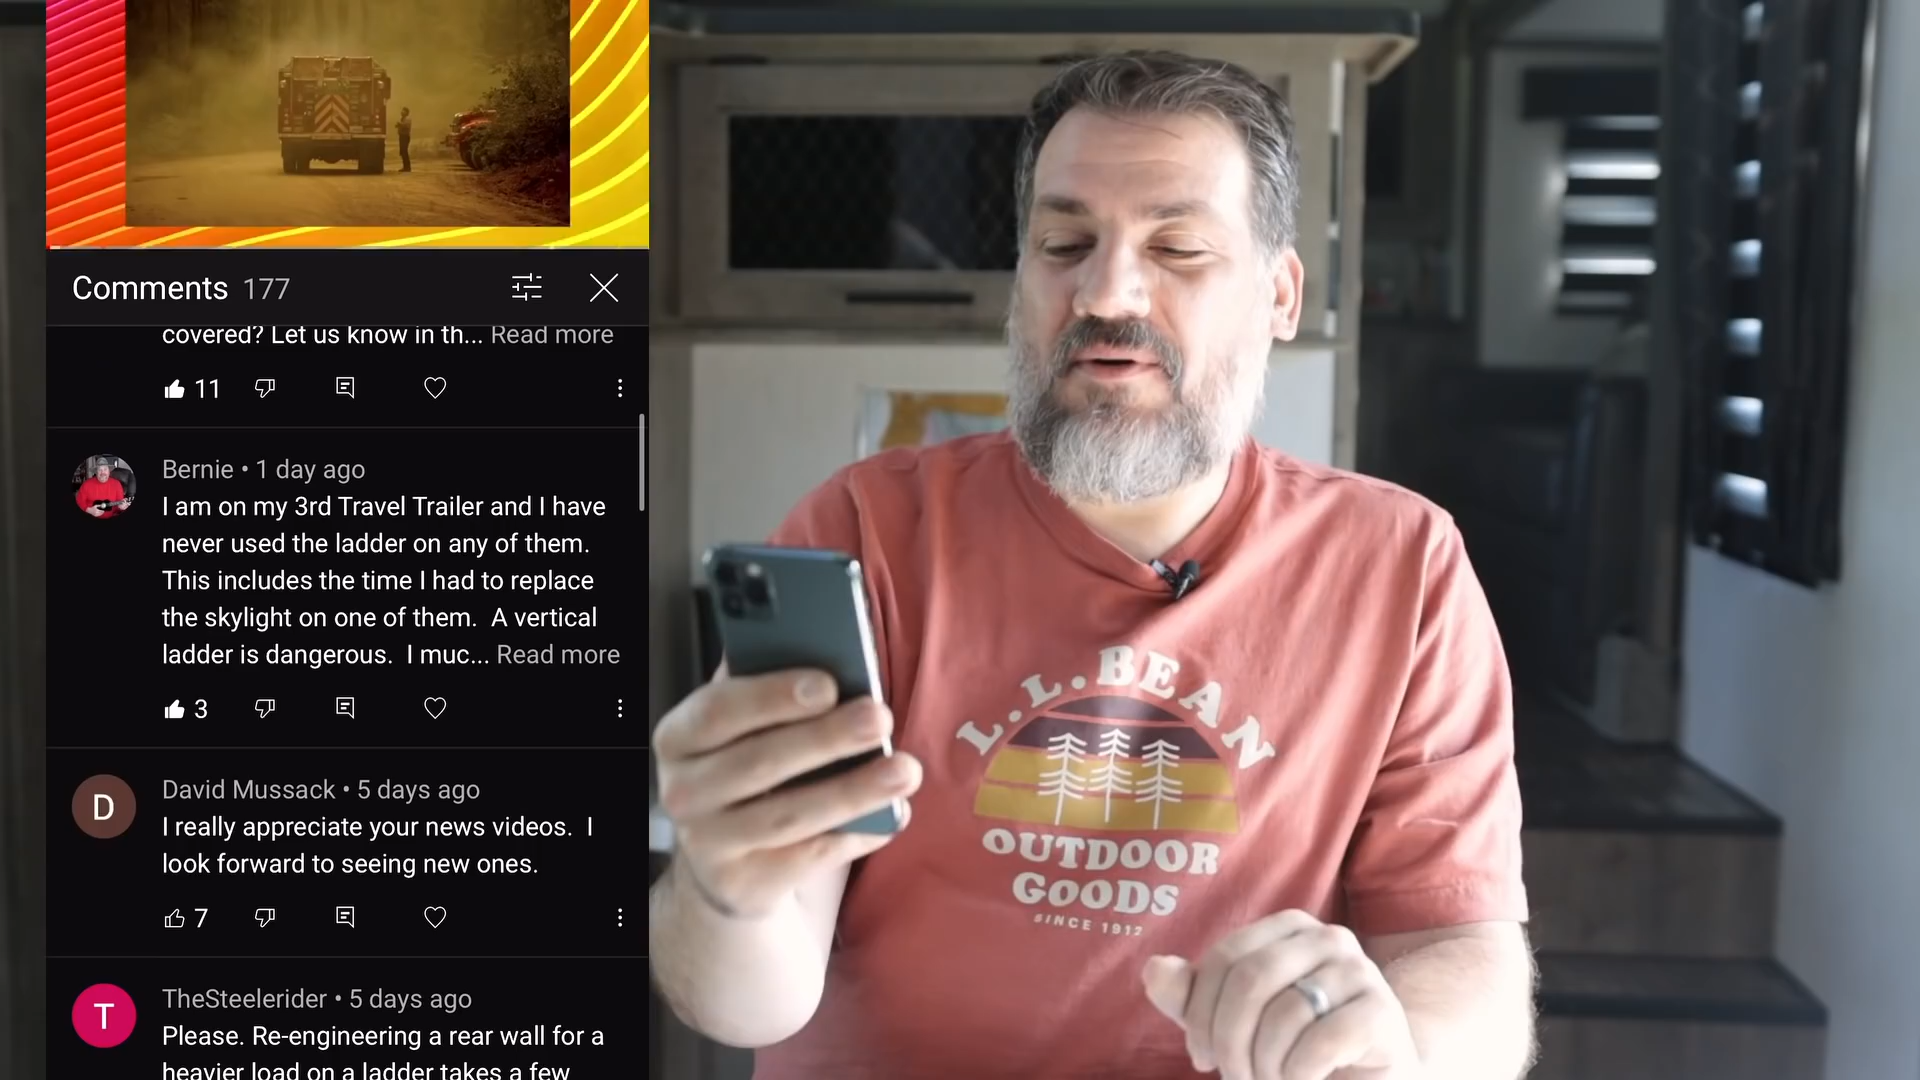 Comments 177
covered? Let us know in th... Read more
11
Bernie • 1 day ago
I am on my 3rd Travel Trailer and I have
never used the ladder on any of them.
This includes the time I had to replace
the skylight on one of them.  A vertical
ladder is dangerous.  I muc... Read more
3
David Mussack • 5 days ago
D
I really appreciate your news videos.  I
look forward to seeing new ones.
7
TheSteelerider • 5 days ago
T
Please. Re-engineering a rear wall for a
heavier load on a ladder takes a few
L.L.BEAN
OUTDOOR
GOODS
SINCE 1912